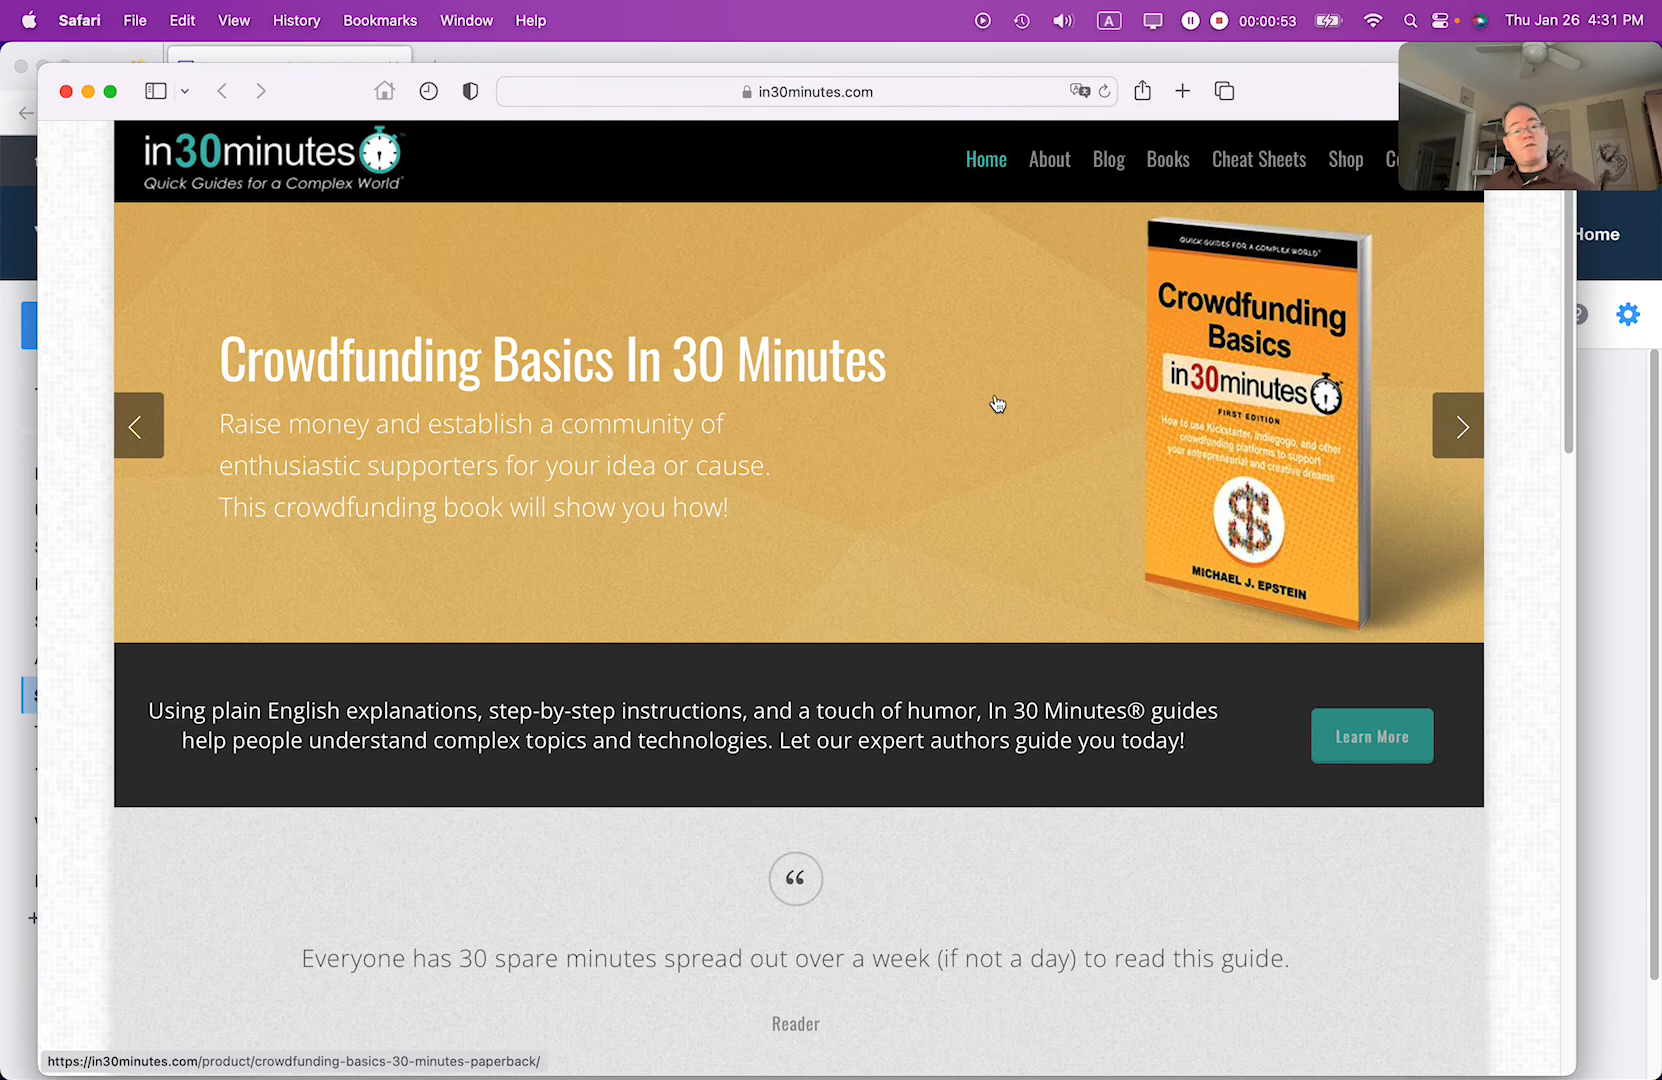 Safari File Edit View History Bookmarks Window Help
A 00:00:53 Thu Jan 26 4:31 PM
in30minutes.com
in30minutes
Quick Guides for a Complex World™
Home About Blog Books Cheat Sheets Shop
Home
Crowdfunding Basics In 30 Minutes
Raise money and establish a community of
enthusiastic supporters for your idea or cause.
This crowdfunding book will show you how!
QUICK GUIDES FOR A COMPLEX WORLD™
Crowdfunding
Basics
in30minutes
FIRST EDITION
How to use Kickstarter, Indiegogo, and other
crowdfunding platforms to support
your entrepreneurial and creative dreams
MICHAEL J. EPSTEIN
Using plain English explanations, step-by-step instructions, and a touch of humor, In 30 Minutes® guides
help people understand complex topics and technologies. Let our expert authors guide you today!
Learn More
“
Everyone has 30 spare minutes spread out over a week (if not a day) to read this guide.
Reader
https://in30minutes.com/product/crowdfunding-basics-30-minutes-paperback/